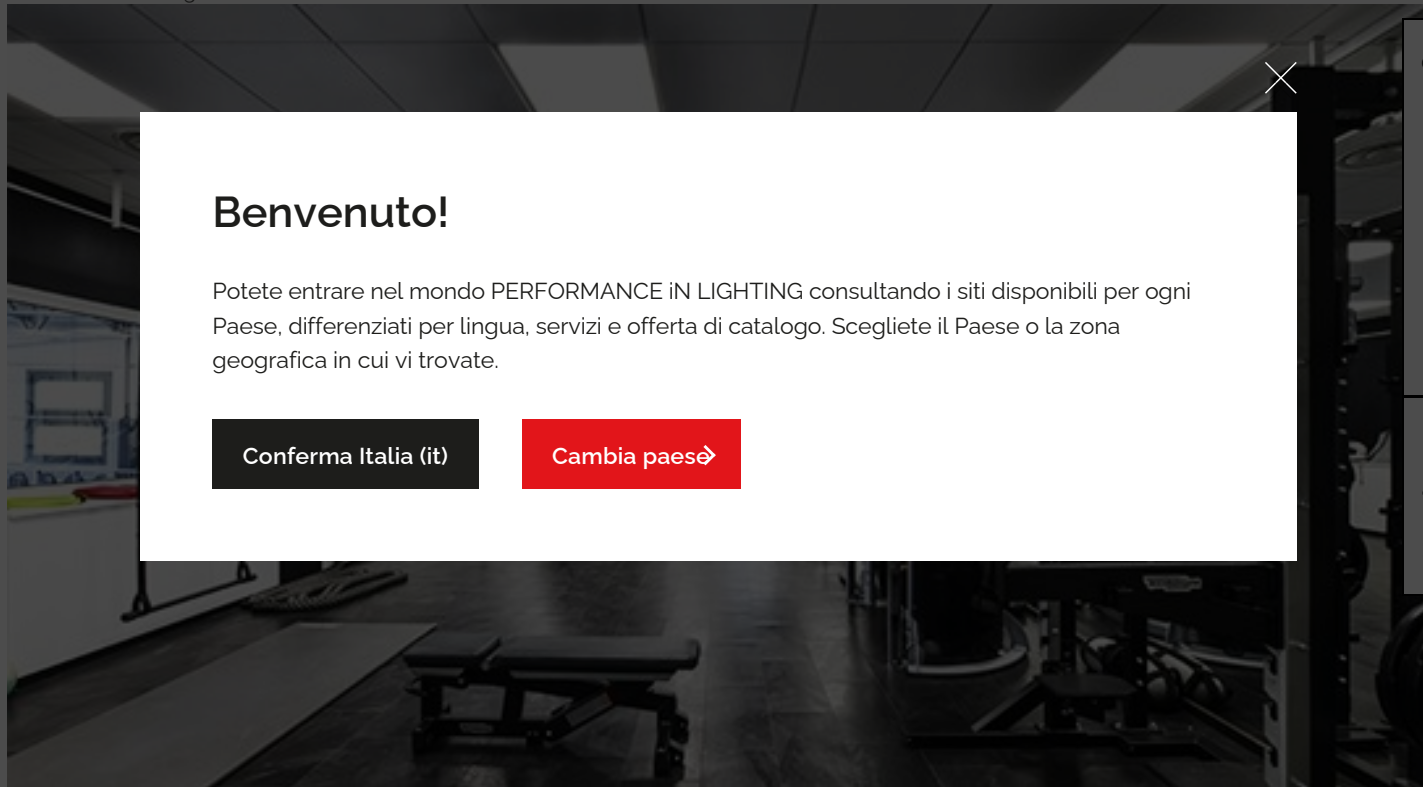 Benvenuto!
Potete entrare nel mondo PERFORMANCE iN LIGHTING consultando i siti disponibili per ogni
Paese, differenziati per lingua, servizi e offerta di catalogo. Scegliete il Paese o la zona
geografica in cui vi trovate.
Conferma Italia (it)
Cambia paese